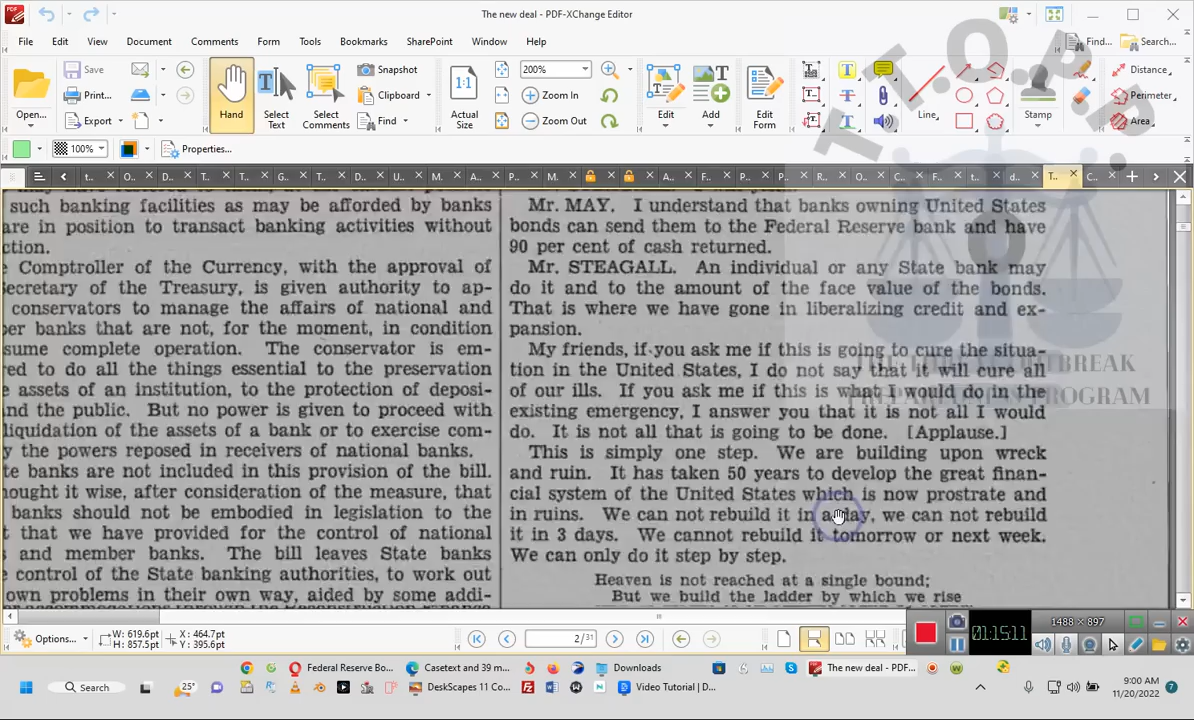 The new deal - PDF-XChange Editor
File Edit View Document Comments Form Tools Bookmarks SharePoint Window Help
Find...
Search...
Open...
Save
Print...
Export
Hand
Select Text
Select Comments
Snapshot
Clipboard
Find
1:1
Actual Size
200%
Zoom In
Zoom Out
Edit
Add
Edit Form
Line
Stamp
Distance
Perimeter
Area
100%
Properties...
T.T.O.P.P.
such banking facilities as may be afforded by banks
are in position to transact banking activities without
ction.
e Comptroller of the Currency, with the approval of
Secretary of the Treasury, is given authority to ap-
conservators to manage the affairs of national and
er banks that are not, for the moment, in condition
sume complete operation. The conservator is em-
red to do all the things essential to the preservation
e assets of an institution, to the protection of deposi-
nd the public. But no power is given to proceed with
liquidation of the assets of a bank or to exercise com-
y the powers reposed in receivers of national banks.
te banks are not included in this provision of the bill.
hought it wise, after consideration of the measure, that
banks should not be embodied in legislation to the
t that we have provided for the control of national
s and member banks. The bill leaves State banks
e control of the State banking authorities, to work out
own problems in their own way, aided by some addi-
Mr. MAY. I understand that banks owning United States
bonds can send them to the Federal Reserve bank and have
90 per cent of cash returned.
Mr. STEAGALL. An individual or any State bank may
do it and to the amount of the face value of the bonds.
That is where we have gone in liberalizing credit and ex-
pansion.
My friends, if you ask me if this is going to cure the situa-
tion in the United States, I do not say that it will cure all
of our ills. If you ask me if this is what I would do in the
existing emergency, I answer you that it is not all I would
do. It is not all that is going to be done. [Applause.]
This is simply one step. We are building upon wreck
and ruin. It has taken 50 years to develop the great finan-
cial system of the United States which is now prostrate and
in ruins. We can not rebuild it in a day, we can not rebuild
it in 3 days. We cannot rebuild it tomorrow or next week.
We can only do it step by step.
Heaven is not reached at a single bound;
But we build the ladder by which we rise
PROGRAM
Options...
W: 619.6pt
H: 857.5pt
X: 464.7pt
Y: 395.6pt
2 / 31
1488 × 897
01:15:11
Federal Reserve Bo...
Casetext and 39 m...
Downloads
The new deal - PDF...
Search
25°
DeskScapes 11 Co...
Video Tutorial | D...
9:00 AM
11/20/2022